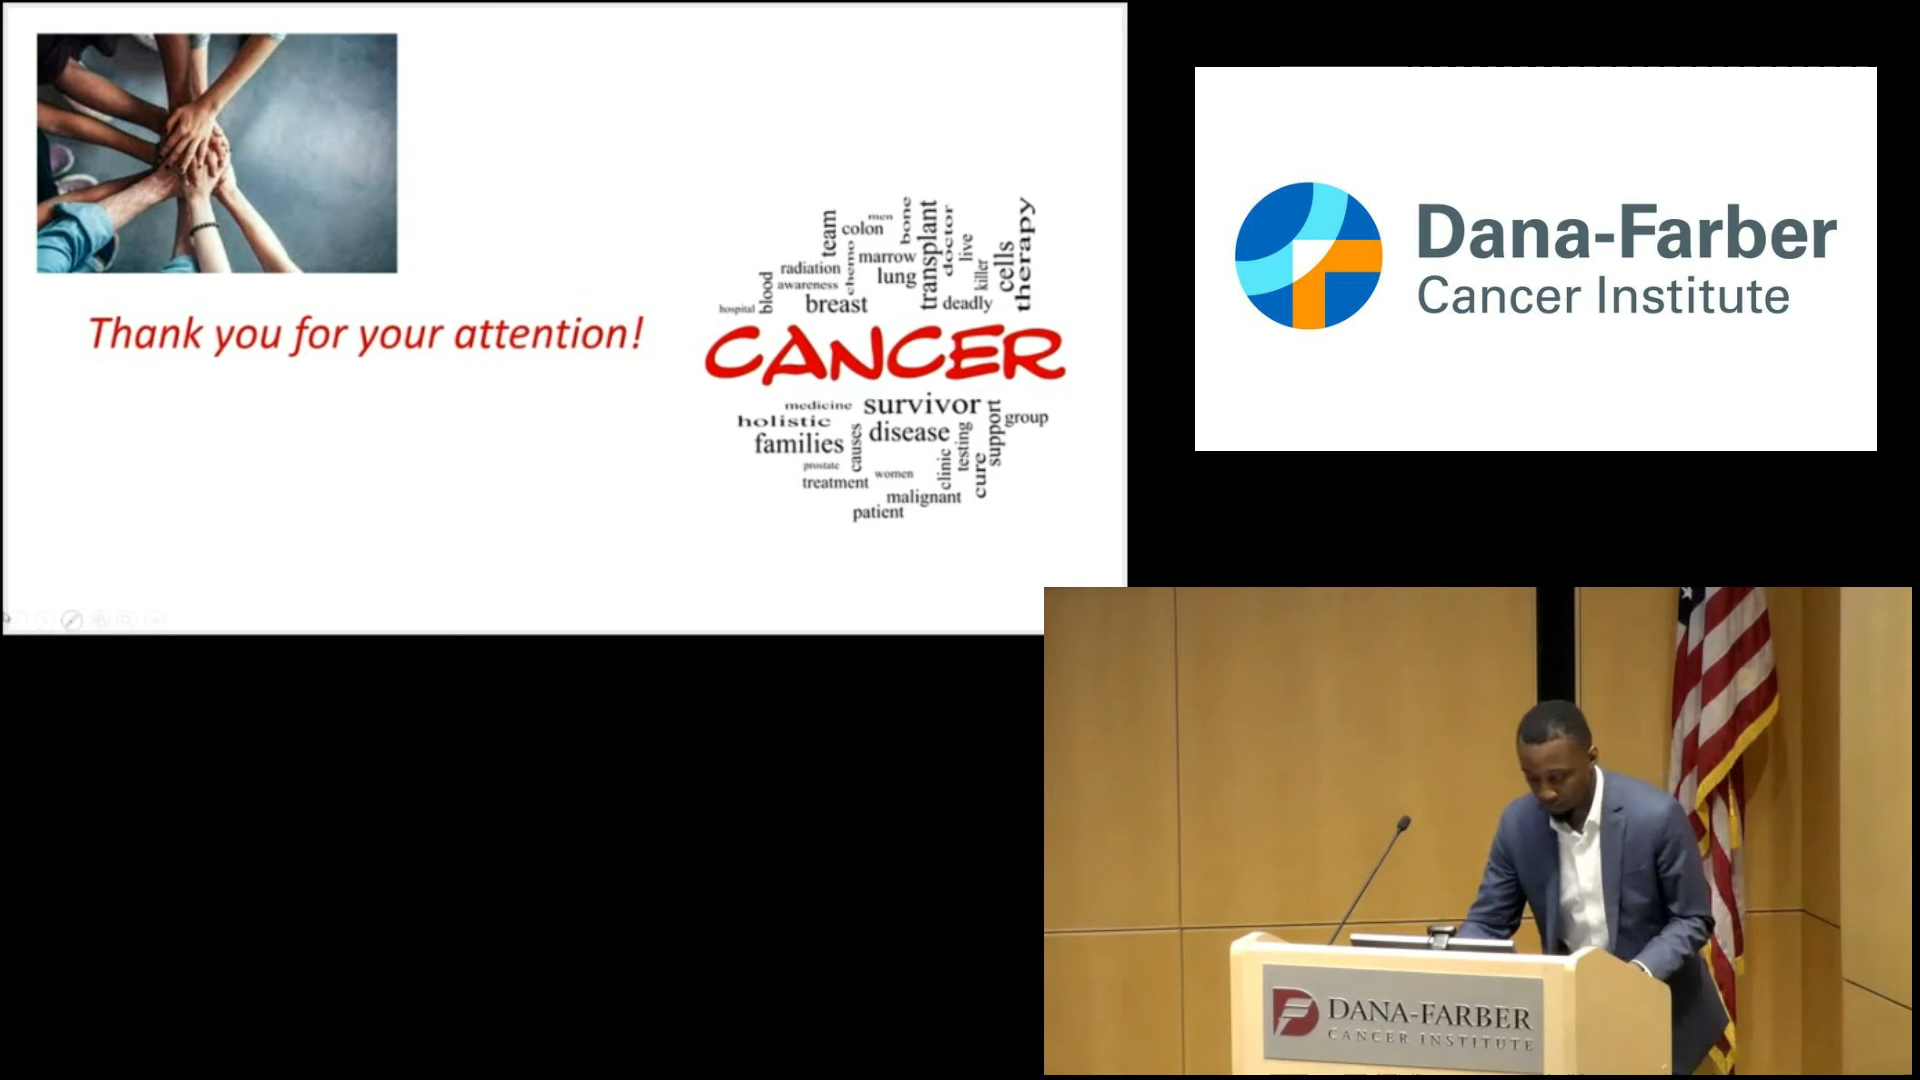 Thank you for your attention!
men
bone
team
colon
transplant
doctor
therapy
chemo
marrow
live
cells
radiation
lung
killer
blood
awareness
hospital
breast
deadly
CANCER
medicine
survivor
support
group
holistic
families
causes
disease
testing
prostate
women
clinic
cure
treatment
malignant
patient
Dana-Farber
Cancer Institute
DANA-FARBER
CANCER INSTITUTE